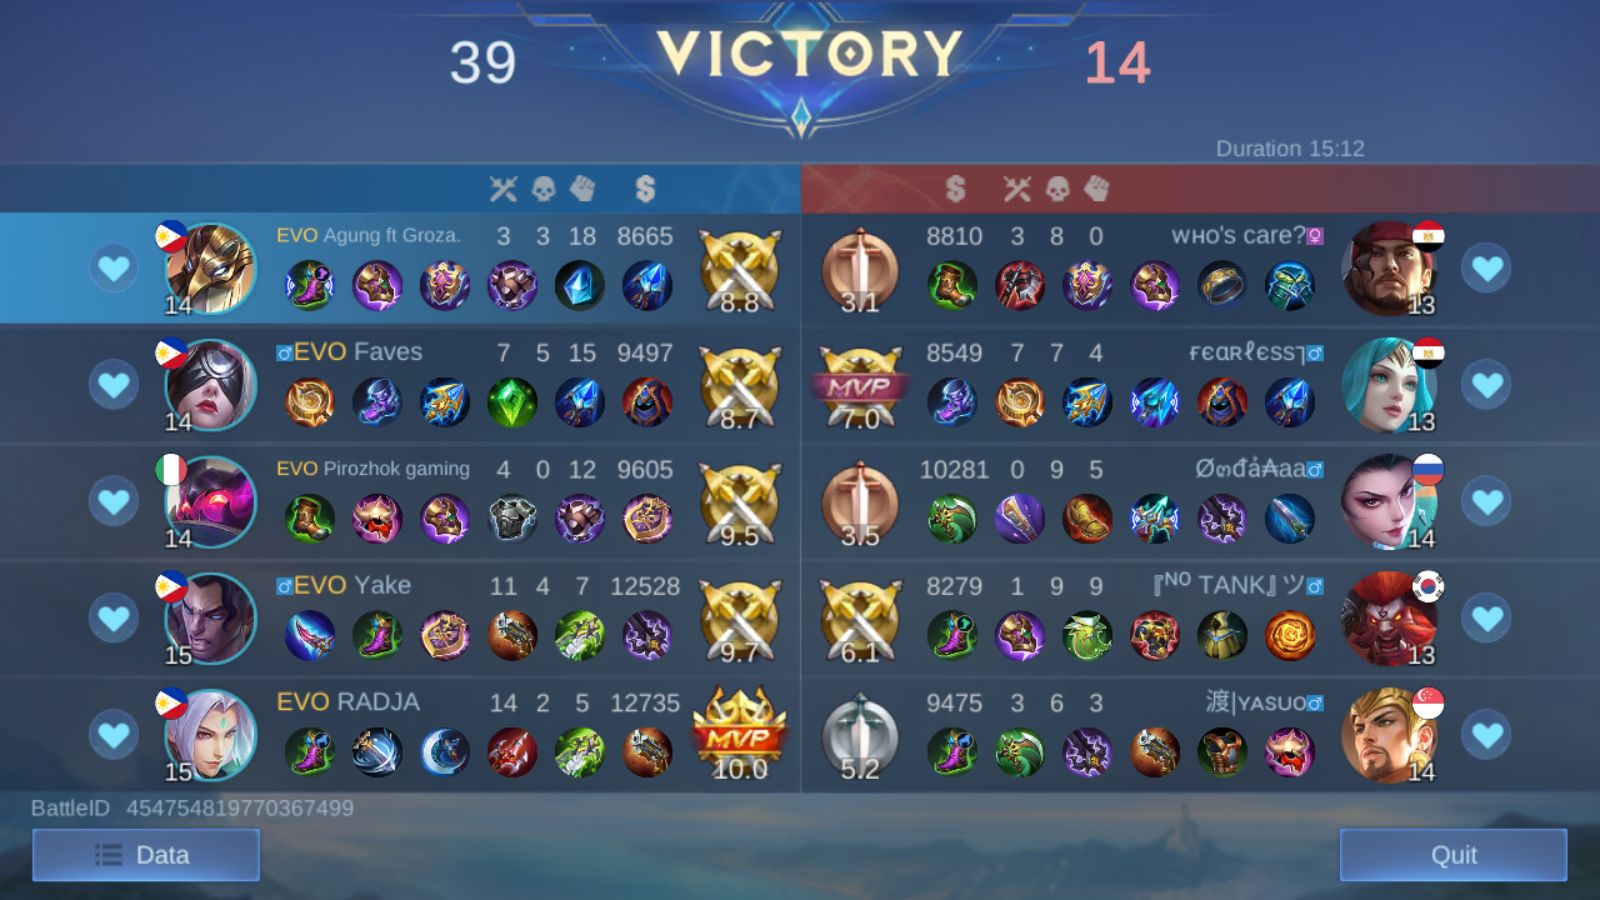 39 VICTORY 14
Duration 15:12
EVO Agung ft Groza. 3 3 18 8665
14 8.8
8810 3 8 0 wʜo's care?
3.1 13
EVO Faves 7 5 15 9497
14 8.7
MVP 8549 7 7 4
7.0 13
EVO Pirozhok gaming 4 0 12 9605
14 9.5
10281 0 9 5
3.5 14
EVO Yake 11 4 7 12528
15 9.7
8279 1 9 9 『ᴺᴼ TANK』ツ
6.1 13
EVO RADJA 14 2 5 12735
15 MVP 10.0
9475 3 6 3 渡|ʏᴀsᴜᴏ
5.2 14
BattleID 454754819770367499
Data
Quit